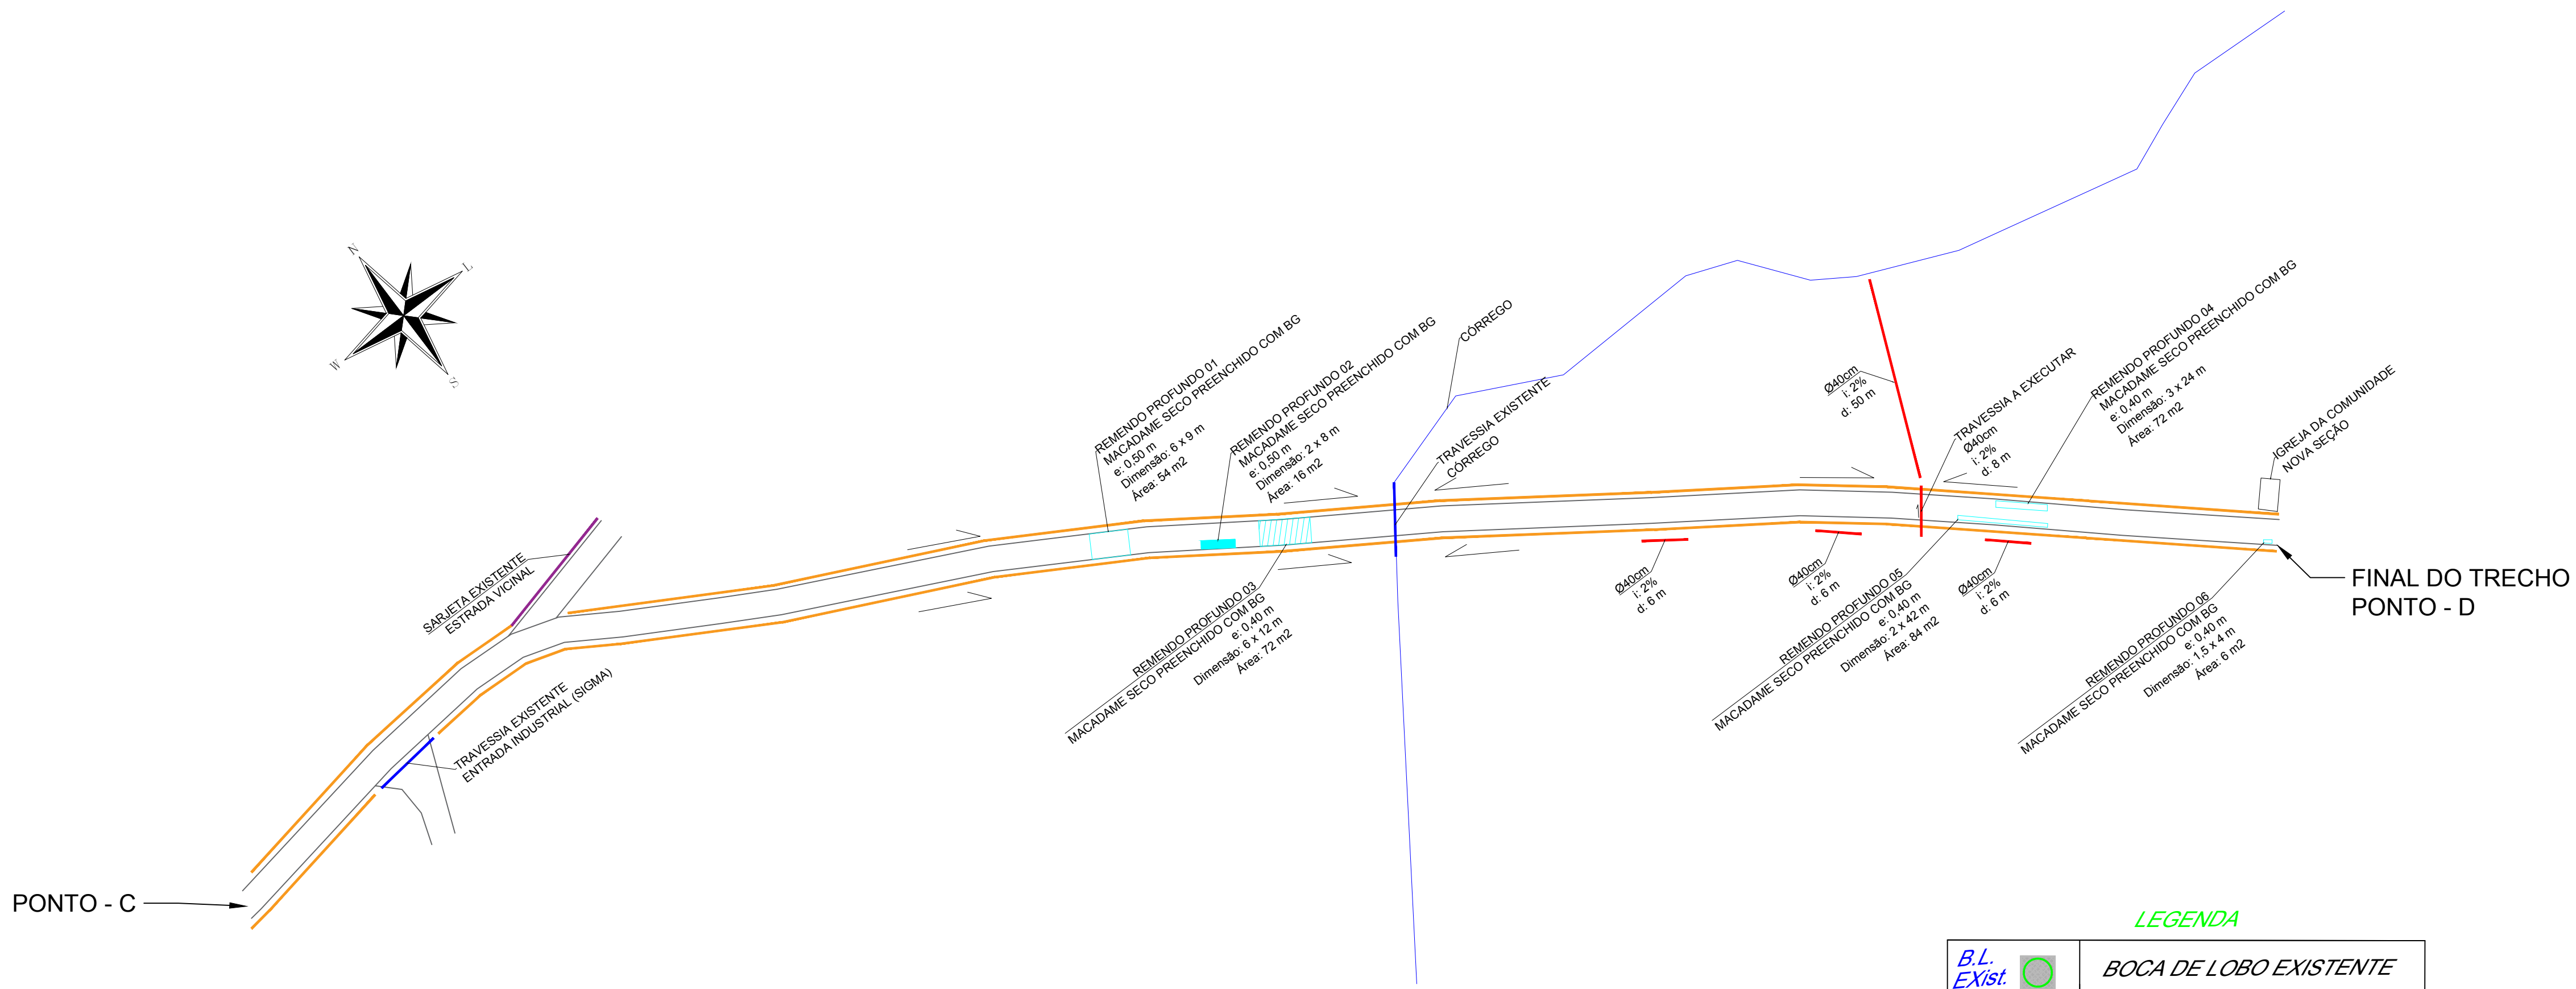 N
L
W
S
SARJETA EXISTENTE
ESTRADA VICINAL
TRAVESSIA EXISTENTE
ENTRADA INDUSTRIAL (SIGMA)
PONTO - C
REMENDO PROFUNDO 01
MACADAME SECO PREENCHIDO COM BG
e: 0,50 m
Dimensão: 6 x 9 m
Área: 54 m2
REMENDO PROFUNDO 02
MACADAME SECO PREENCHIDO COM BG
e: 0,50 m
Dimensão: 2 x 8 m
Área: 16 m2
REMENDO PROFUNDO 03
MACADAME SECO PREENCHIDO COM BG
e: 0,40 m
Dimensão: 6 x 12 m
Área: 72 m2
CÓRREGO
TRAVESSIA EXISTENTE
CÓRREGO
Ø40cm
i: 2%
d: 6 m
Ø40cm
i: 2%
d: 6 m
Ø40cm
i: 2%
d: 50 m
TRAVESSIA A EXECUTAR
Ø40cm
i: 2%
d: 8 m
REMENDO PROFUNDO 04
MACADAME SECO PREENCHIDO COM BG
e: 0,40 m
Dimensão: 3 x 24 m
Área: 72 m2
REMENDO PROFUNDO 05
MACADAME SECO PREENCHIDO COM BG
e: 0,40 m
Dimensão: 2 x 42 m
Área: 84 m2
Ø40cm
i: 2%
d: 6 m
IGREJA DA COMUNIDADE
NOVA SEÇÃO
REMENDO PROFUNDO 06
MACADAME SECO PREENCHIDO COM BG
e: 0,40 m
Dimensão: 1,5 x 4 m
Área: 6 m2
FINAL DO TRECHO
PONTO - D
LEGENDA
B.L.
EXist.
BOCA DE LOBO EXISTENTE